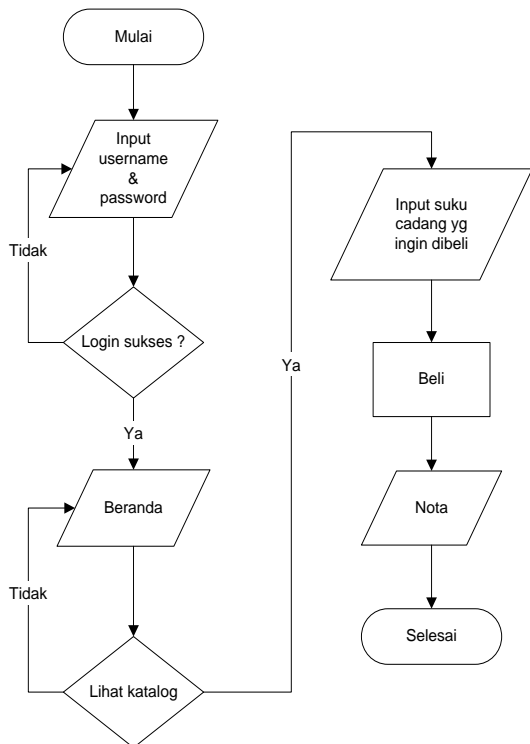 Mulai
Input
username
&
password
Tidak
Login sukses ?
Ya
Beranda
Tidak
Lihat katalog
Ya
Input suku
cadang yg
ingin dibeli
Beli
Nota
Selesai